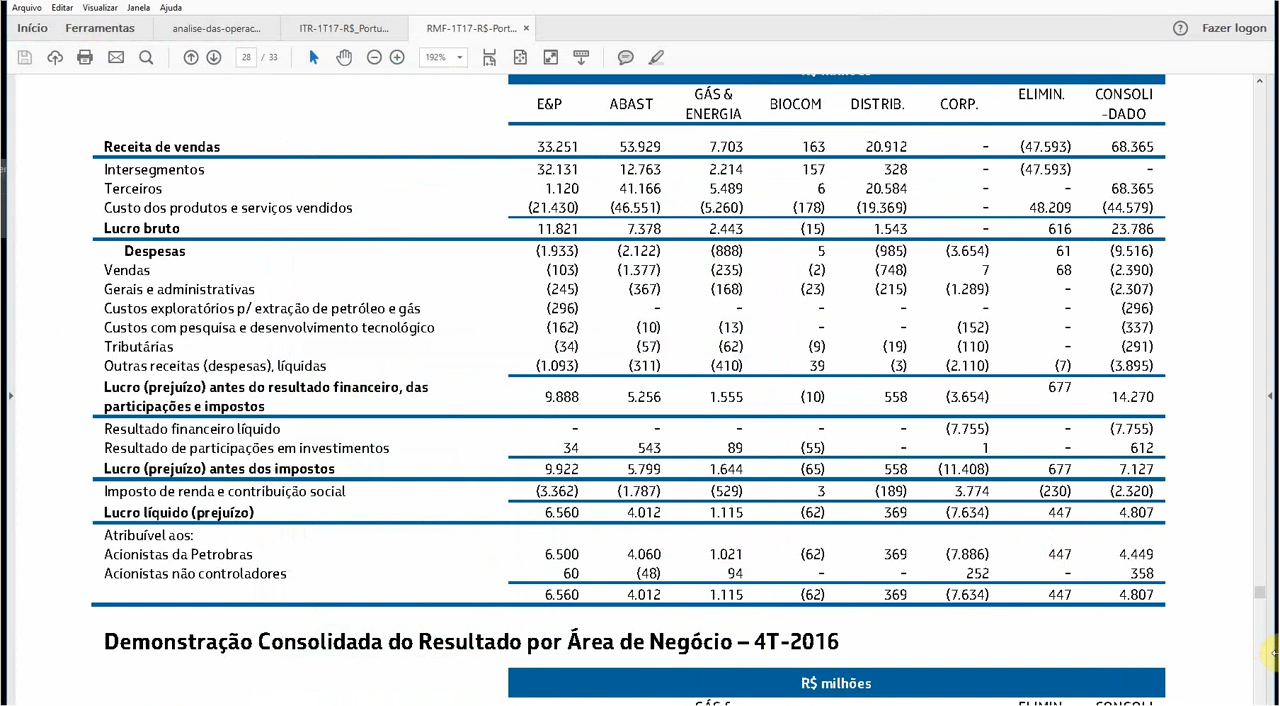 Arquivo Editar Visualizar Janela Ajuda
Início Ferramentas analise-das-operac... ITR-1T17-R$_Portu... RMF-1T17-R$-Port... × ? Fazer logon
28 / 33 192%
R$ milhões
E&P ABAST GÁS & ENERGIA BIOCOM DISTRIB. CORP. ELIMIN. CONSOLI -DADO
Receita de vendas 33.251 53.929 7.703 163 20.912 – (47.593) 68.365
Intersegmentos 32.131 12.763 2.214 157 328 – (47.593) –
Terceiros 1.120 41.166 5.489 6 20.584 – – 68.365
Custo dos produtos e serviços vendidos (21.430) (46.551) (5.260) (178) (19.369) – 48.209 (44.579)
Lucro bruto 11.821 7.378 2.443 (15) 1.543 – 616 23.786
Despesas (1.933) (2.122) (888) 5 (985) (3.654) 61 (9.516)
Vendas (103) (1.377) (235) (2) (748) 7 68 (2.390)
Gerais e administrativas (245) (367) (168) (23) (215) (1.289) – (2.307)
Custos exploratórios p/ extração de petróleo e gás (296) – – – – – – (296)
Custos com pesquisa e desenvolvimento tecnológico (162) (10) (13) – – (152) – (337)
Tributárias (34) (57) (62) (9) (19) (110) – (291)
Outras receitas (despesas), líquidas (1.093) (311) (410) 39 (3) (2.110) (7) (3.895)
Lucro (prejuízo) antes do resultado financeiro, das
participações e impostos 9.888 5.256 1.555 (10) 558 (3.654) 677 14.270
Resultado financeiro líquido – – – – – (7.755) – (7.755)
Resultado de participações em investimentos 34 543 89 (55) – 1 – 612
Lucro (prejuízo) antes dos impostos 9.922 5.799 1.644 (65) 558 (11.408) 677 7.127
Imposto de renda e contribuição social (3.362) (1.787) (529) 3 (189) 3.774 (230) (2.320)
Lucro líquido (prejuízo) 6.560 4.012 1.115 (62) 369 (7.634) 447 4.807
Atribuível aos:
Acionistas da Petrobras 6.500 4.060 1.021 (62) 369 (7.886) 447 4.449
Acionistas não controladores 60 (48) 94 – – 252 – 358
6.560 4.012 1.115 (62) 369 (7.634) 447 4.807
Demonstração Consolidada do Resultado por Área de Negócio – 4T-2016
R$ milhões
GÁS & ELIMIN. CONSOLI